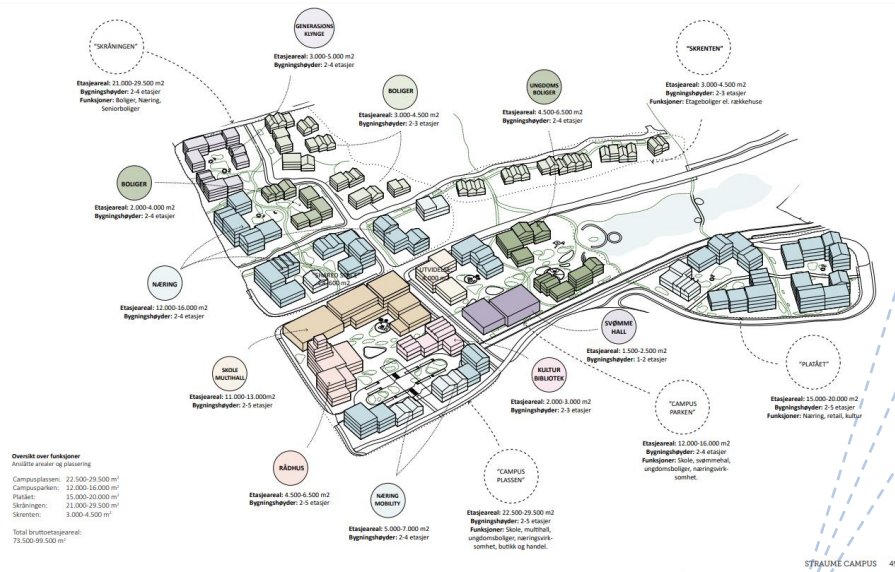 GENERASJONS
KLYNGE
Etasjeareal: 3.000-5.000 m2
Bygningshøyder: 2-4 etasjer
"SKRÅNINGEN"
Etasjeareal: 21.000-29.500 m2
Bygningshøyder: 2-4 etasjer
Funksjoner: Boliger, Næring,
Seniorboliger
BOLIGER
Etasjeareal: 3.000-4.500 m2
Bygningshøyder: 2-3 etasjer
UNGDOMS
BOLIGER
Etasjeareal: 4.500-6.500 m2
Bygningshøyder: 2-4 etasjer
"SKRENTEN"
Etasjeareal: 3.000-4.500 m2
Bygningshøyder: 2-3 etasjer
Funksjoner: Etageboliger el. rækkehuse
BOLIGER
Etasjeareal: 2.000-4.000 m2
Bygningshøyder: 2-4 etasjer
NÆRING
Etasjeareal: 12.000-16.000 m2
Bygningshøyder: 2-4 etasjer
UTVIDELSE
SKOLE
MULTIHALL
Etasjeareal: 11.000-13.000m2
Bygningshøyder: 2-5 etasjer
SVØMME
HALL
Etasjeareal: 1.500-2.500 m2
Bygningshøyder: 1-2 etasjer
KULTUR
BIBLIOTEK
Etasjeareal: 2.000-3.000 m2
Bygningshøyder: 2-3 etasjer
"PLATÅET"
Etasjeareal: 15.000-20.000 m2
Bygningshøyder: 2-5 etasjer
Funksjoner: Næring, retail, kultur
"CAMPUS
PARKEN"
Etasjeareal: 12.000-16.000 m2
Bygningshøyder: 2-4 etasjer
Funksjoner: Skole, svømmehal,
ungdomsboliger, næringsvirk-
somhet.
RÅDHUS
Etasjeareal: 4.500-6.500 m2
Bygningshøyder: 2-5 etasjer
NÆRING
MOBILITY
Etasjeareal: 5.000-7.000 m2
Bygningshøyder: 2-4 etasjer
"CAMPUS
PLASSEN"
Etasjeareal: 22.500-29.500 m2
Bygningshøyder: 2-5 etasjer
Funksjoner: Skole, multihall,
ungdomsboliger, næringsvirk-
somhet, butikk og handel.
Oversikt over funksjoner
Anslåtte arealer og plassering
Campusplassen: 22.500-29.500 m²
Campusparken: 12.000-16.000 m²
Platået: 15.000-20.000 m²
Skråningen: 21.000-29.500 m²
Skrenten: 3.000-4.500 m²
Total bruttoetasjeareal:
73.500-99.500 m²
STRAUME CAMPUS 49